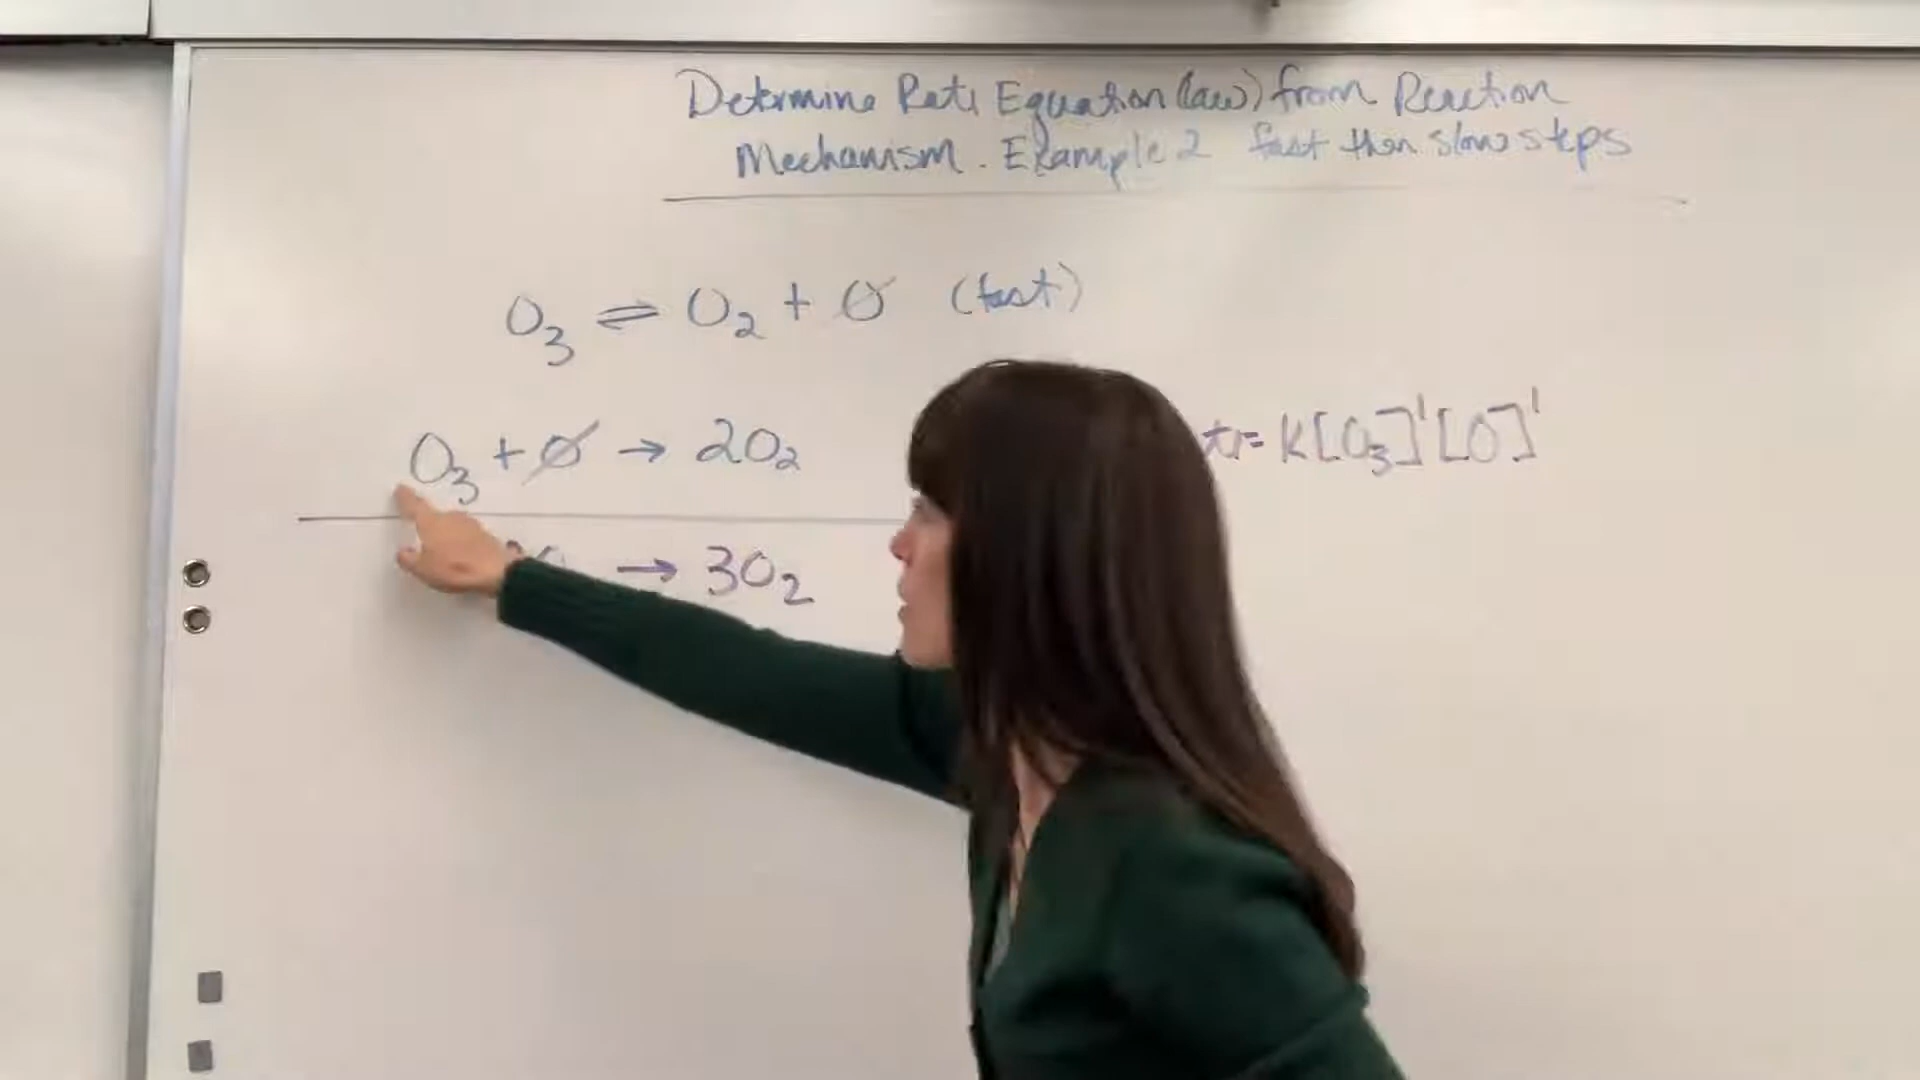 Determine Rate Equation (law) from Reaction
Mechanism. Example 2 fast then slow steps
O₃ ⇌ O₂ + O (fast)
O₃ + O → 2O₂ = k[O₃]¹[O]¹
→ 3O₂